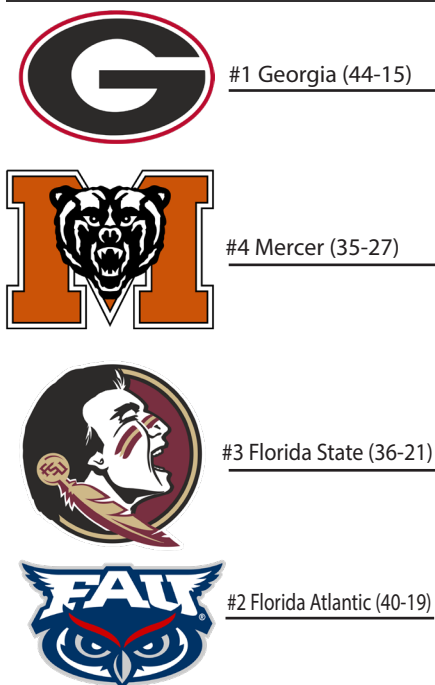 G
#1 Georgia (44-15)
M
#4 Mercer (35-27)
#3 Florida State (36-21)
FSU
FAU
®
#2 Florida Atlantic (40-19)